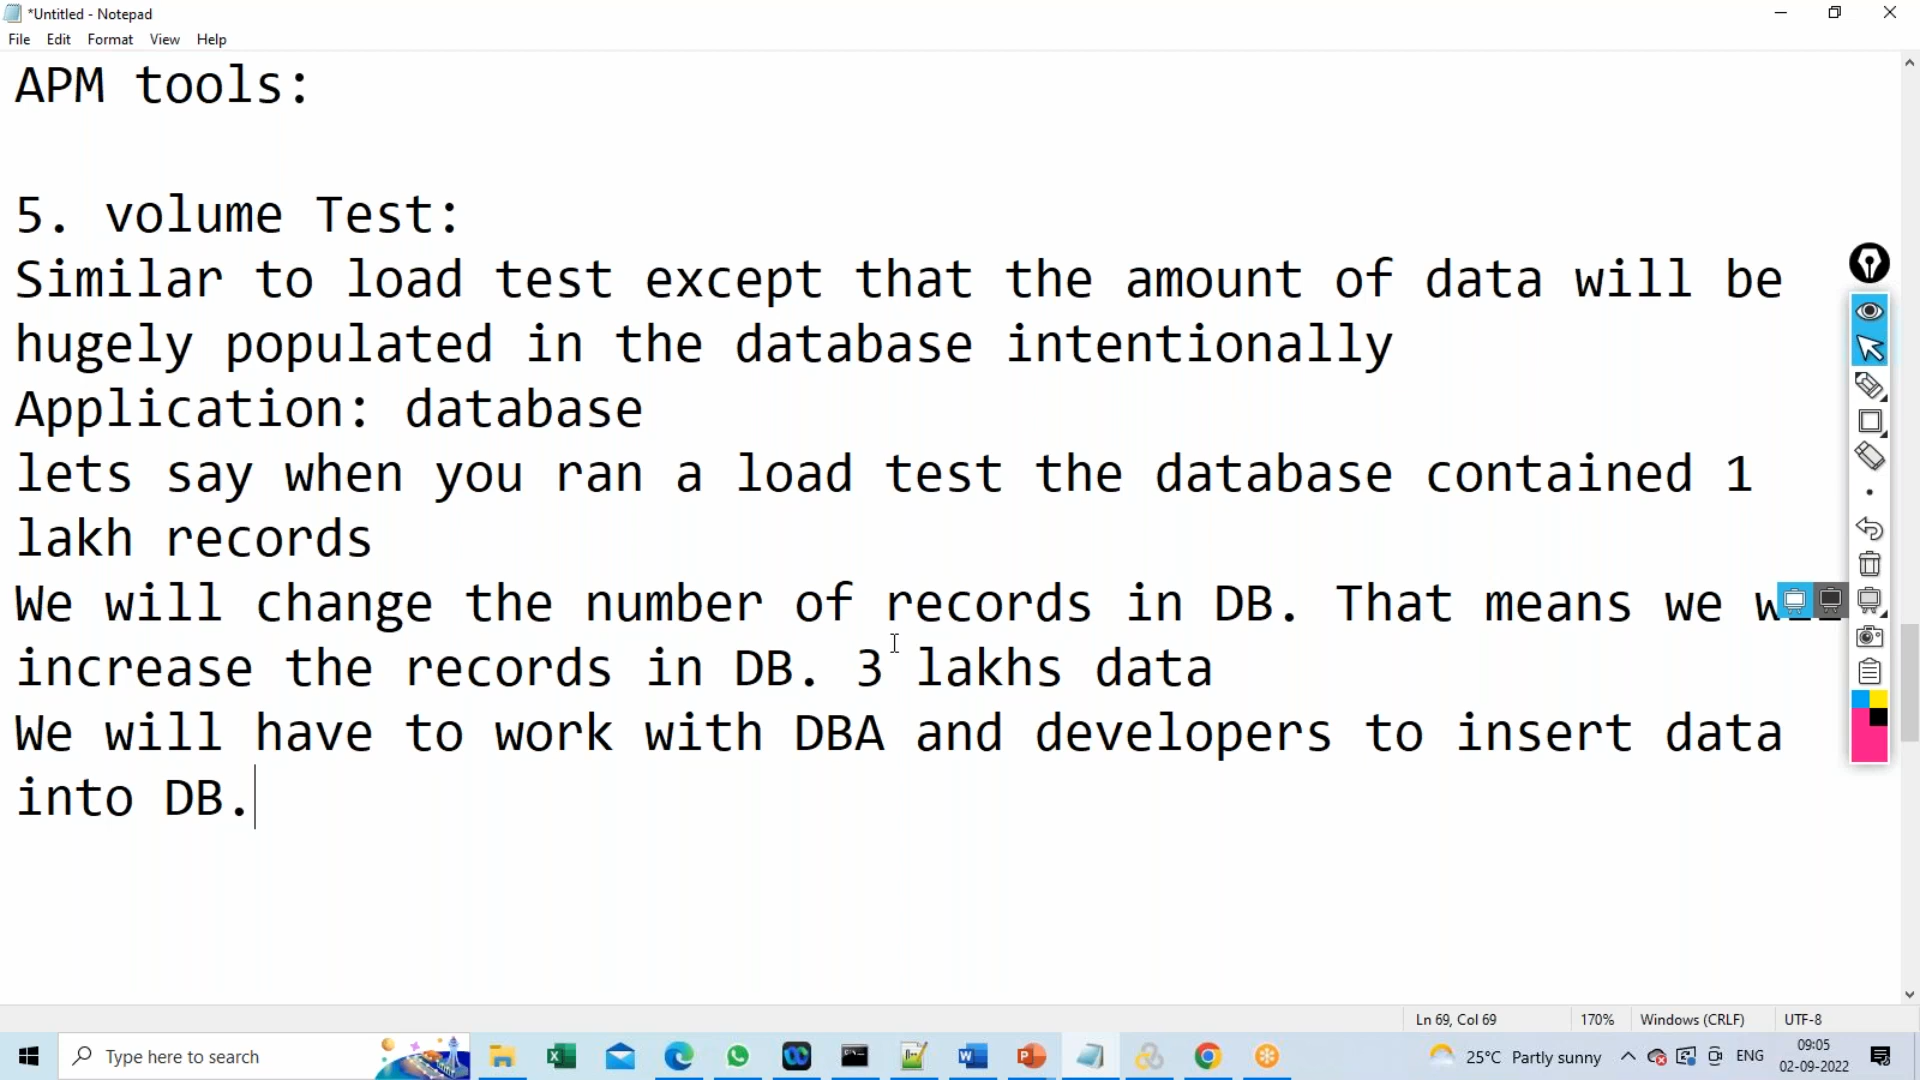 *Untitled - Notepad
File Edit Format View Help
APM tools:
5. volume Test:
Similar to load test except that the amount of data will be
hugely populated in the database intentionally
Application: database
lets say when you ran a load test the database contained 1
lakh records
We will change the number of records in DB. That means we
increase the records in DB. 3 lakhs data
We will have to work with DBA and developers to insert data
into DB.
Ln 69, Col 69 170% Windows (CRLF) UTF-8
Type here to search 25°C Partly sunny ENG 09:05
02-09-2022